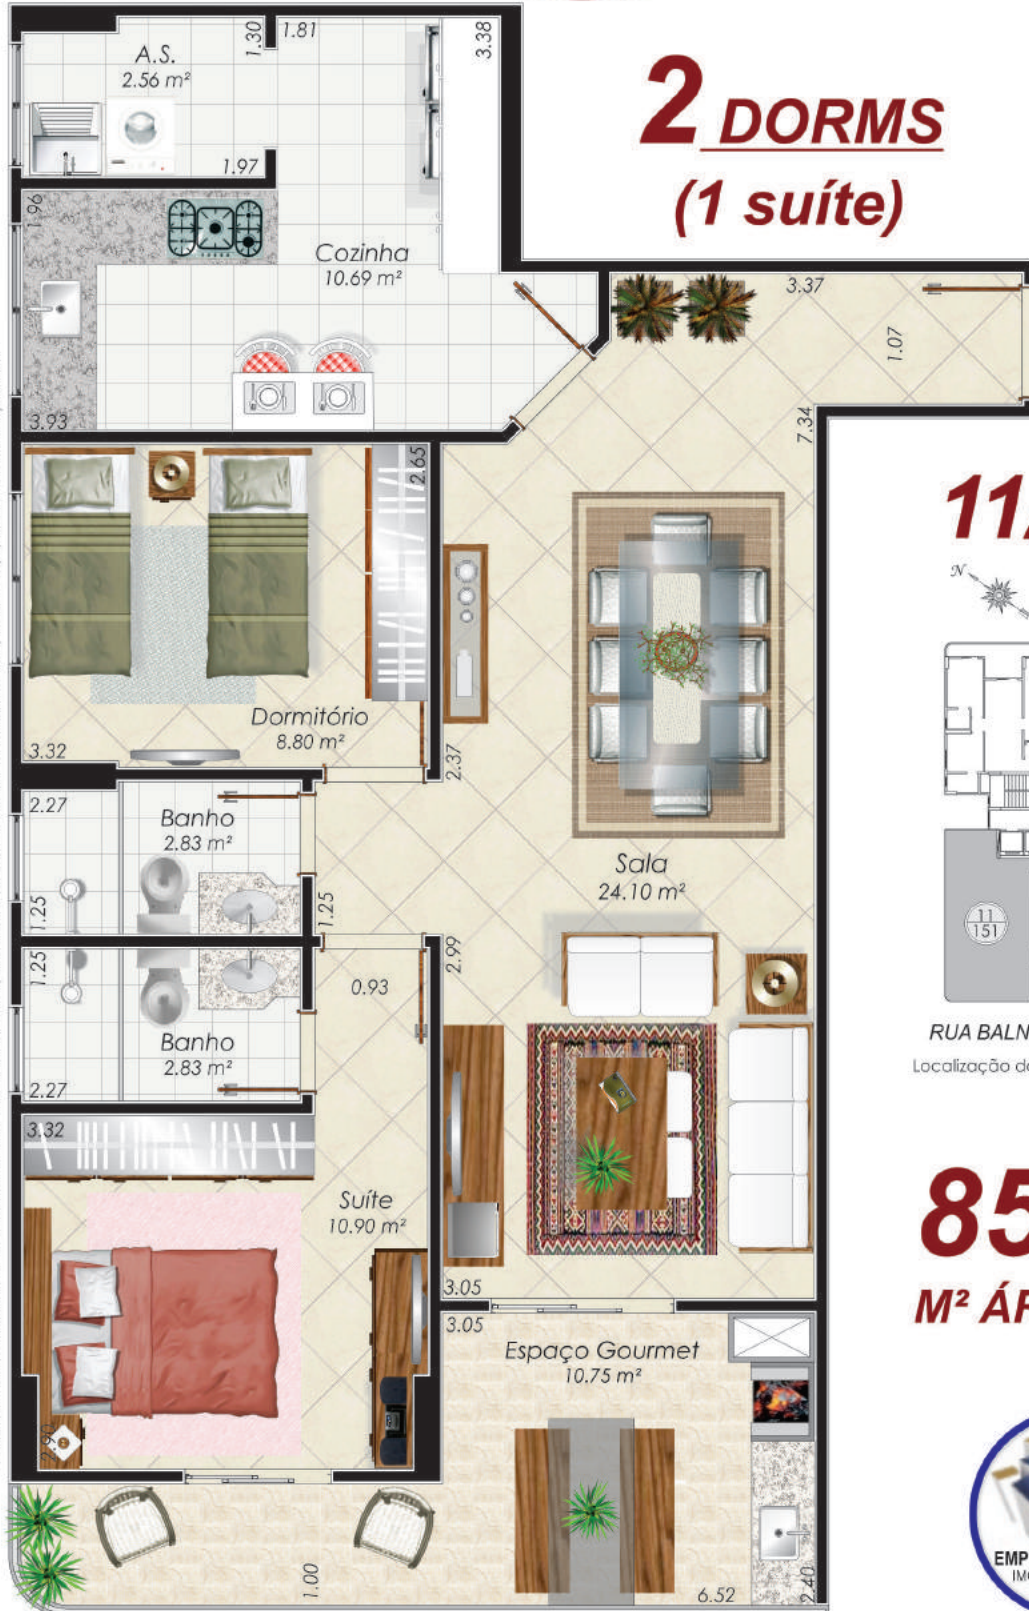 2 DORMS
(1 suíte)
A.S.
2.56 m²
1.30
1.81
3.38
1.97
1.96
Cozinha
10.69 m²
3.93
3.37
1.07
7.34
2.65
Dormitório
8.80 m²
3.32
2.37
2.27
Banho
2.83 m²
1.25
1.25
Sala
24.10 m²
1.25
2.99
0.93
Banho
2.83 m²
2.27
3.32
Suíte
10.90 m²
2.90
3.05
3.05
Espaço Gourmet
10.75 m²
1.00
6.52
2.40
11
N
11
151
RUA BALN
Localização d
85
M² ÁR
EMP
IM